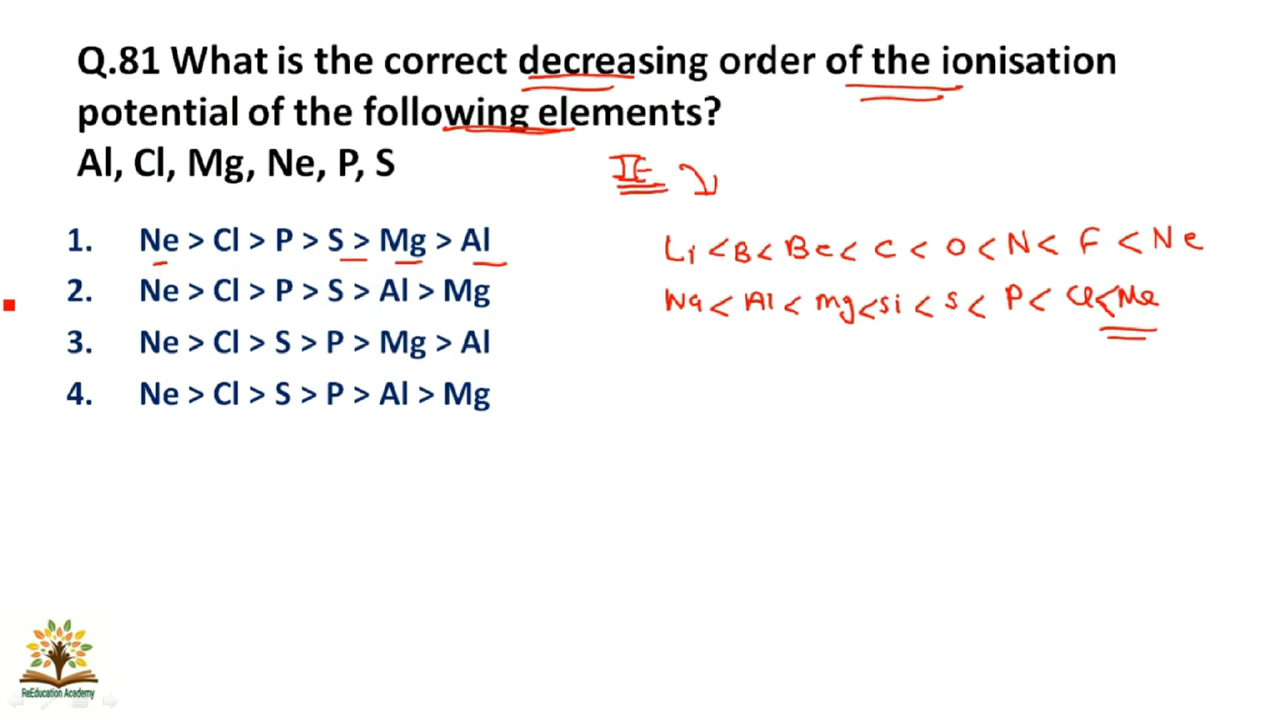 Q.81 What is the correct decreasing order of the ionisation
potential of the following elements?
Al, Cl, Mg, Ne, P, S
IE
1. Ne > Cl > P > S > Mg > Al
Li < B < Be < C < O < N < F < Ne
2. Ne > Cl > P > S > Al > Mg
Na < Al < Mg < Si < S < P < Cl < Ne
3. Ne > Cl > S > P > Mg > Al
4. Ne > Cl > S > P > Al > Mg
ReEducation Academy